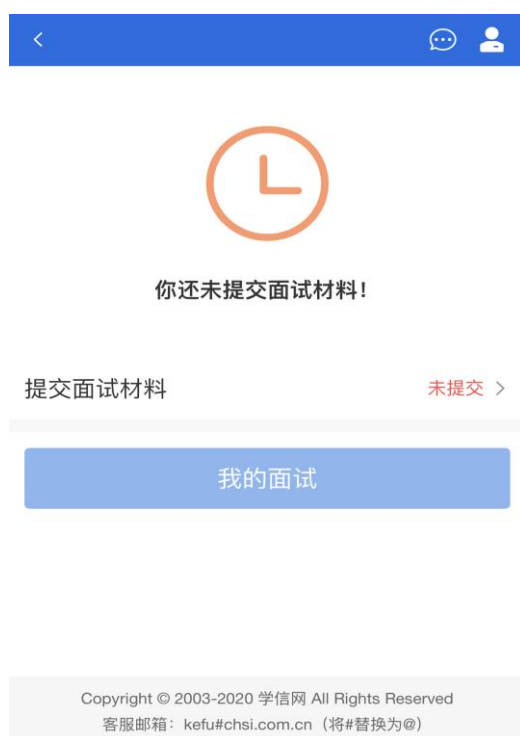 你还未提交面试材料!
提交面试材料 未提交
我的面试
Copyright © 2003-2020 学信网 All Rights Reserved
客服邮箱：kefu#chsi.com.cn（将#替换为@）